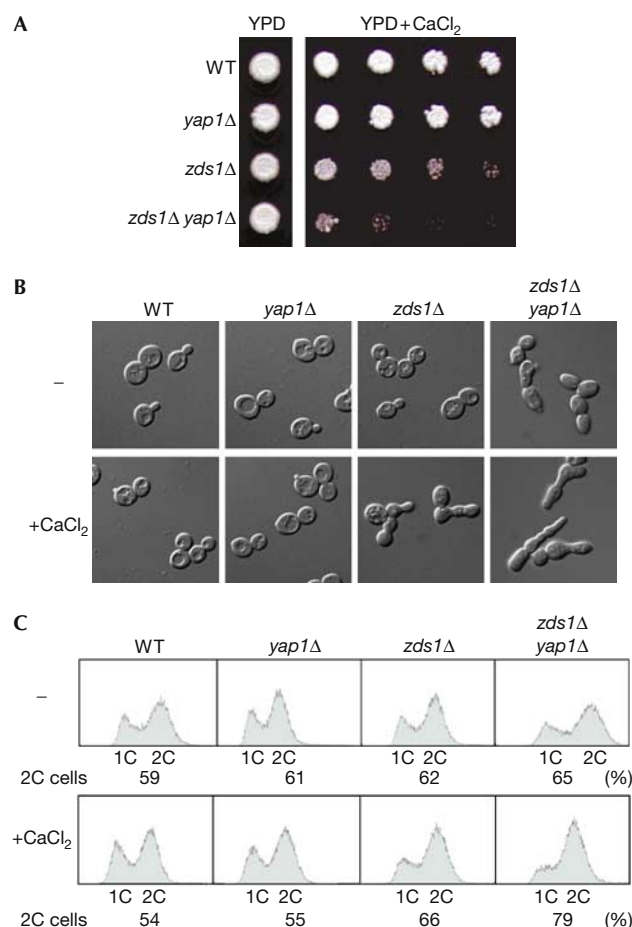 A
YPD YPD+CaCl₂
WT
yap1Δ
zds1Δ
zds1Δ yap1Δ
B
WT yap1Δ zds1Δ zds1Δ
yap1Δ
–
+CaCl₂
C
WT yap1Δ zds1Δ zds1Δ
yap1Δ
–
1C 2C 1C 2C 1C 2C 1C 2C
2C cells 59 61 62 65 (%)
+CaCl₂
1C 2C 1C 2C 1C 2C 1C 2C
2C cells 54 55 66 79 (%)